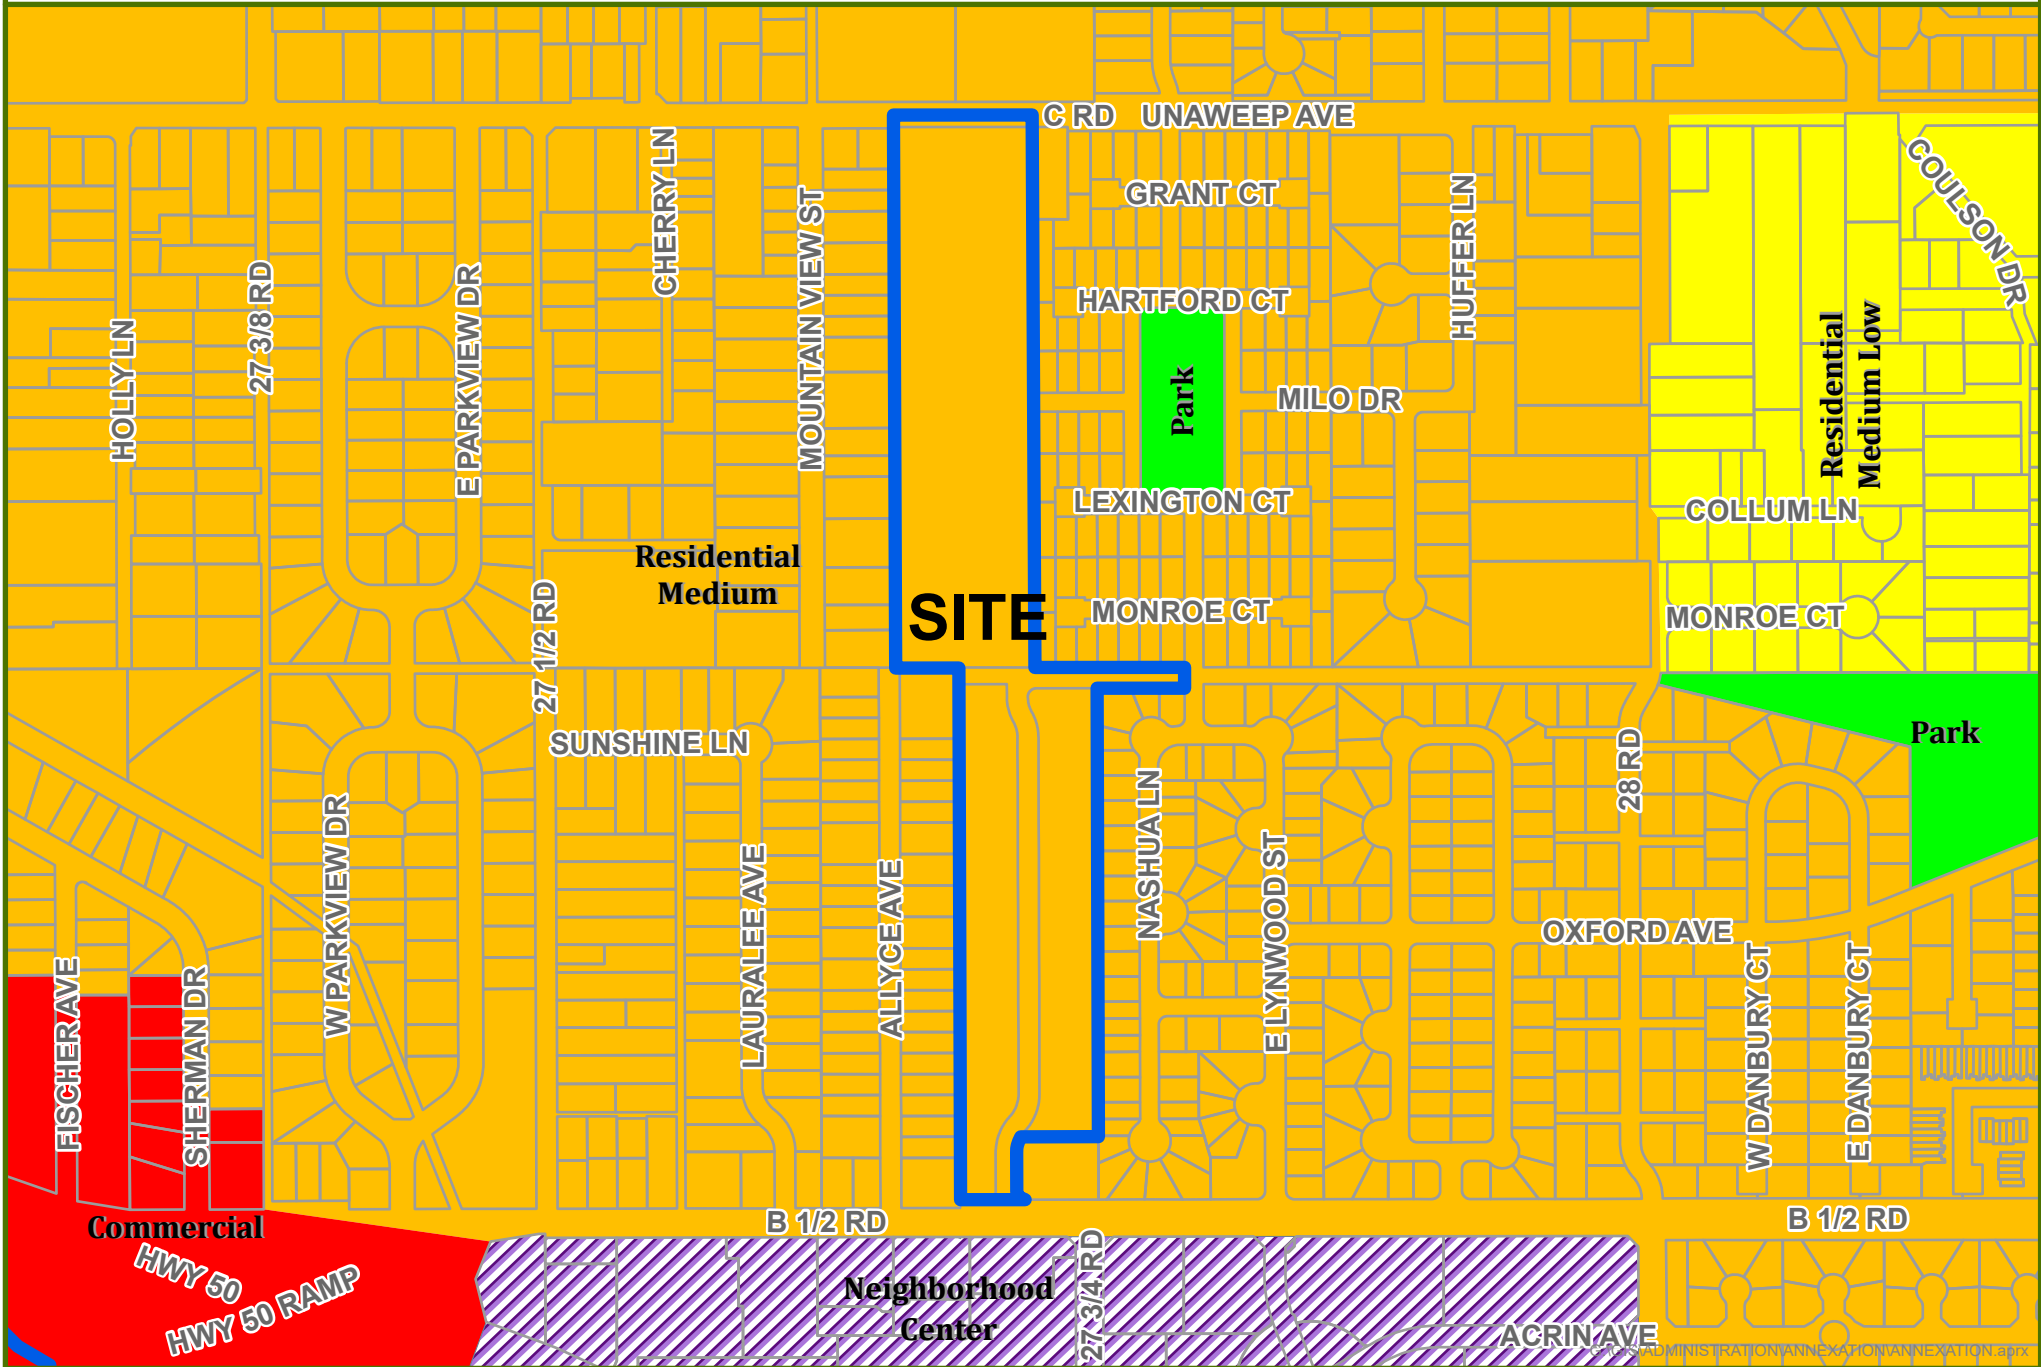 C RD
UNAWEEP AVE
GRANT CT
HARTFORD CT
MILO DR
LEXINGTON CT
MONROE CT
HUFFER LN
COULSON DR
Residential
Medium Low
COLLUM LN
MONROE CT
Park
Park
CHERRY LN
MOUNTAIN VIEW ST
27 3/8 RD
E PARKVIEW DR
HOLLY LN
Residential
Medium
SITE
27 1/2 RD
SUNSHINE LN
W PARKVIEW DR
LAURALEE AVE
ALLYCE AVE
NASHUA LN
E LYNWOOD ST
28 RD
OXFORD AVE
W DANBURY CT
E DANBURY CT
FISCHER AVE
SHERMAN DR
Commercial
HWY 50
HWY 50 RAMP
B 1/2 RD
B 1/2 RD
27 3/4 RD
Neighborhood
Center
ACRIN AVE